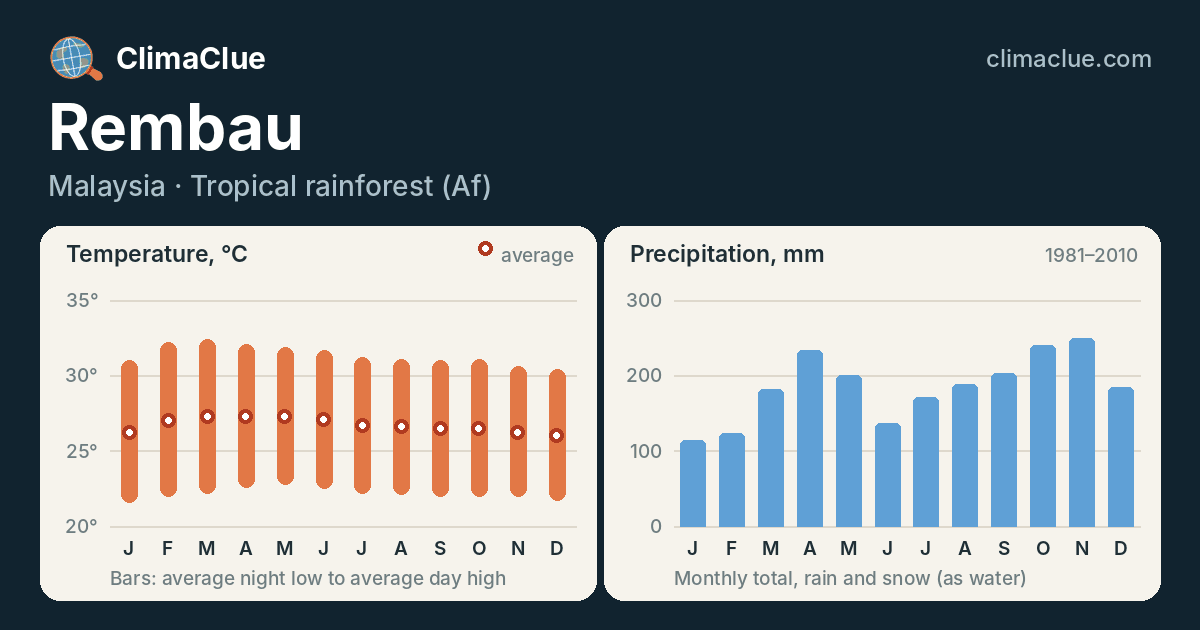 ClimaClue
climaclue.com
Rembau
Malaysia · Tropical rainforest (Af)
Temperature, °C
average
35°
30°
25°
20°
J F M A M J J A S O N D
Bars: average night low to average day high
Precipitation, mm
1981–2010
300
200
100
0
J F M A M J J A S O N D
Monthly total, rain and snow (as water)